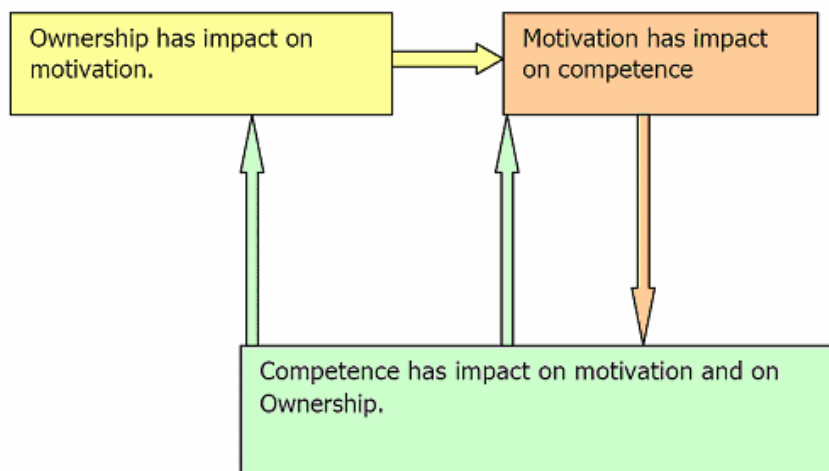 Ownership has impact on
motivation.
Motivation has impact
on competence
Competence has impact on motivation and on
Ownership.